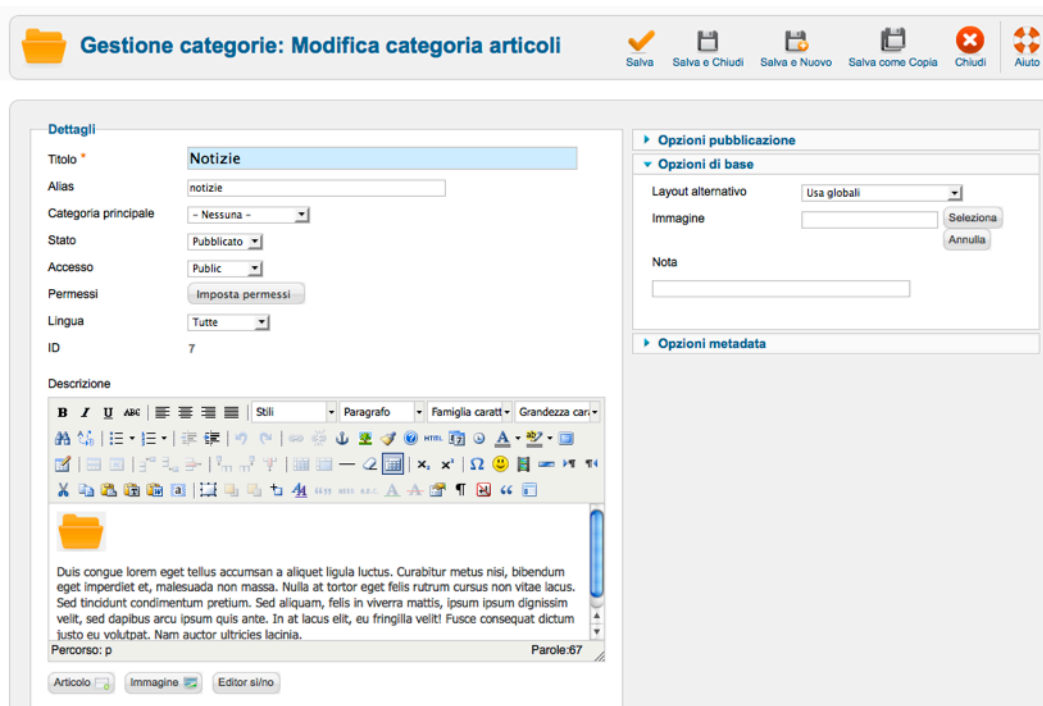 Gestione categorie: Modifica categoria articoli
Salva
Salva e Chiudi
Salva e Nuovo
Salva come Copia
Chiudi
Aiuto
Dettagli
Titolo *
Notizie
Alias
notizie
Categoria principale
- Nessuna -
Stato
Pubblicato
Accesso
Public
Permessi
Imposta permessi
Lingua
Tutte
ID
7
Descrizione
B I U ABC
Stili
Paragrafo
Famiglia caratt
Grandezza cara
HTML
Duis congue lorem eget tellus accumsan a aliquet ligula luctus. Curabitur metus nisi, bibendum
eget imperdiet et, malesuada non massa. Nulla at tortor eget felis rutrum cursus non vitae lacus.
Sed tincidunt condimentum pretium. Sed aliquam, felis in viverra mattis, ipsum ipsum dignissim
velit, sed dapibus arcu ipsum quis ante. In at lacus elit, eu fringilla velit! Fusce consequat dictum
justo eu volutpat. Nam auctor ultricies lacinia.
Percorso: p
Parole:67
Articolo
Immagine
Editor si/no
Opzioni pubblicazione
Opzioni di base
Layout alternativo
Usa globali
Immagine
Seleziona
Annulla
Nota
Opzioni metadata